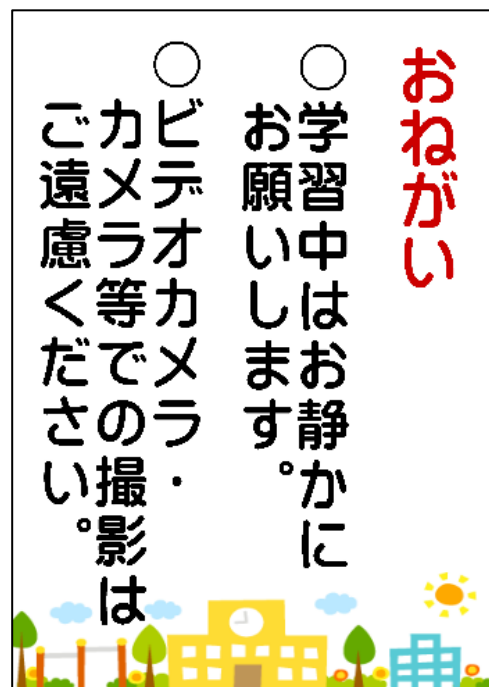 おねがい
○学習中はお静かに
お願いします。
○ビデオカメラ・
カメラ等での撮影は
ご遠慮ください。